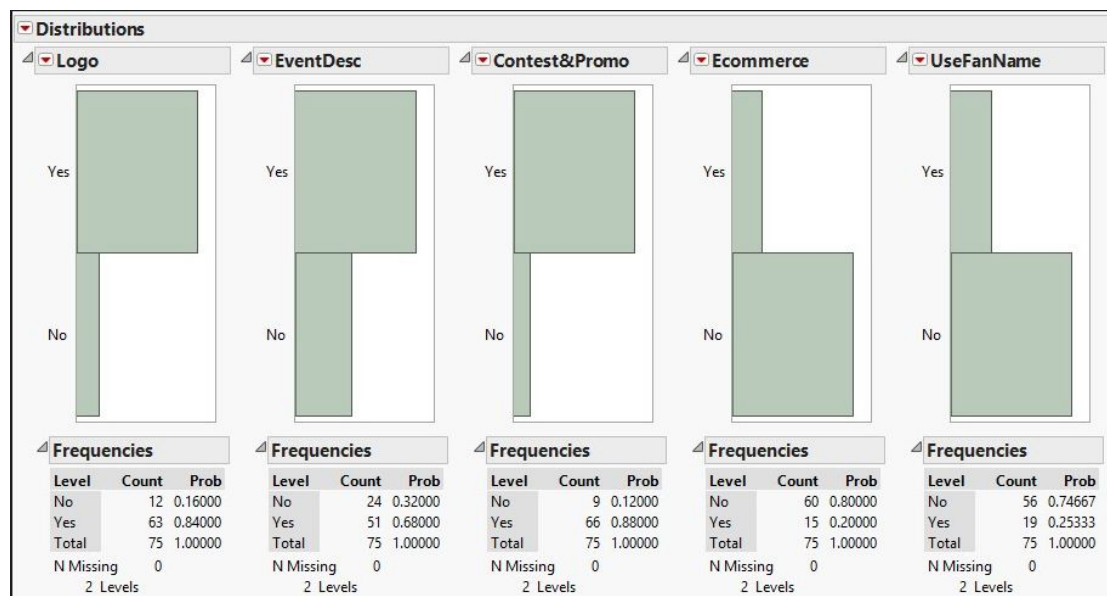 Distributions
Logo
Yes
No
Frequencies
Level Count Prob
No 12 0.16000
Yes 63 0.84000
Total 75 1.00000
N Missing 0
2 Levels
EventDesc
Yes
No
Frequencies
Level Count Prob
No 24 0.32000
Yes 51 0.68000
Total 75 1.00000
N Missing 0
2 Levels
Contest&Promo
Yes
No
Frequencies
Level Count Prob
No 9 0.12000
Yes 66 0.88000
Total 75 1.00000
N Missing 0
2 Levels
Ecommerce
Yes
No
Frequencies
Level Count Prob
No 60 0.80000
Yes 15 0.20000
Total 75 1.00000
N Missing 0
2 Levels
UseFanName
Yes
No
Frequencies
Level Count Prob
No 56 0.74667
Yes 19 0.25333
Total 75 1.00000
N Missing 0
2 Levels